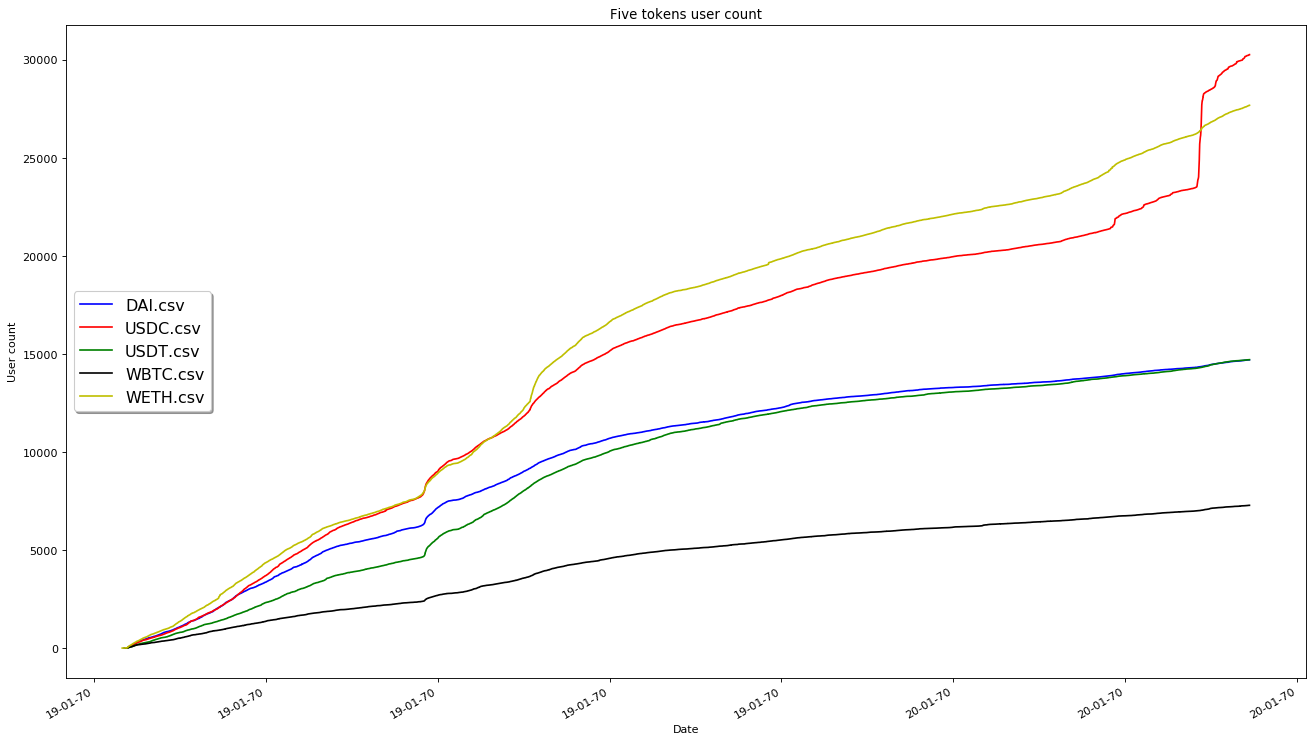 Five tokens user count
30000
25000
20000
15000
10000
5000
0
User count
DAI.csv
USDC.csv
USDT.csv
WBTC.csv
WETH.csv
19-01-70
19-01-70
19-01-70
19-01-70
19-01-70
20-01-70
20-01-70
20-01-70
Date